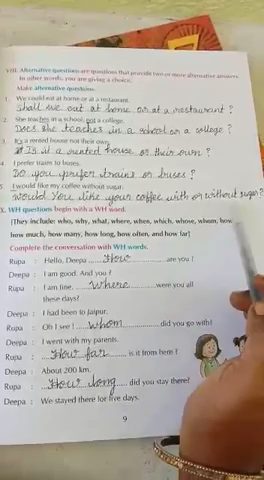 VIII. Alternative questions are questions that provide two or more alternative answers.
In other words, you are giving a choice.
Make alternative questions.
1. We could eat at home or at a restaurant.
Shall we eat at home or at a restaurant?
2. She teaches in a school, not a college.
Does she teaches in a school or a college?
3. It's a rented house not their own.
Is it a rented house or their own?
4. I prefer trains to buses.
Do you prefer trains or buses?
5. I would like my coffee without sugar.
Would You like your coffee with or without sugar?
WH questions begin with a WH word.
[They include: who, why, what, where, when, which, whose, whom, how
how much, how many, how long, how often, and how far]
Complete the conversation with WH words.
Rupa : Hello, Deepa How are you?
Deepa : I am good. And you?
Rupa : I am fine. Where were you all
these days?
Deepa : I had been to Jaipur.
Rupa : Oh I see! whom did you go with?
Deepa : I went with my parents.
Rupa : How far is it from here?
Deepa : About 200 km.
Rupa : How long did you stay there?
Deepa : We stayed there for five days.
9